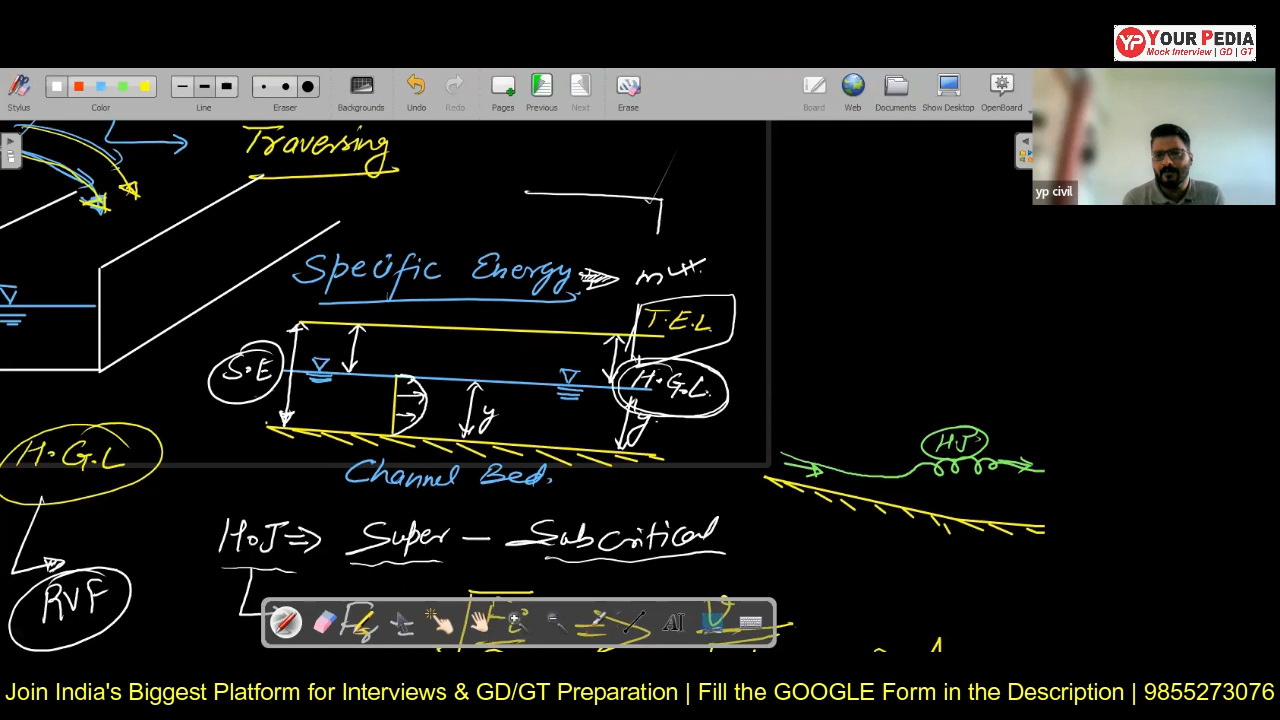 YP YOUR PEDIA
Mock Interview | GD | GT
Stylus Color Line Eraser Backgrounds Undo Redo Pages Previous Next Erase Board Web Documents Show Desktop OpenBoard
yp civil
Traversing
Specific Energy
T.E.L
S.E
H.G.L.
y
y
Channel Bed.
H.G.L
HJ
H.J ⇒ Super — Subcritical
RVF
Join India's Biggest Platform for Interviews & GD/GT Preparation | Fill the GOOGLE Form in the Description | 9855273076